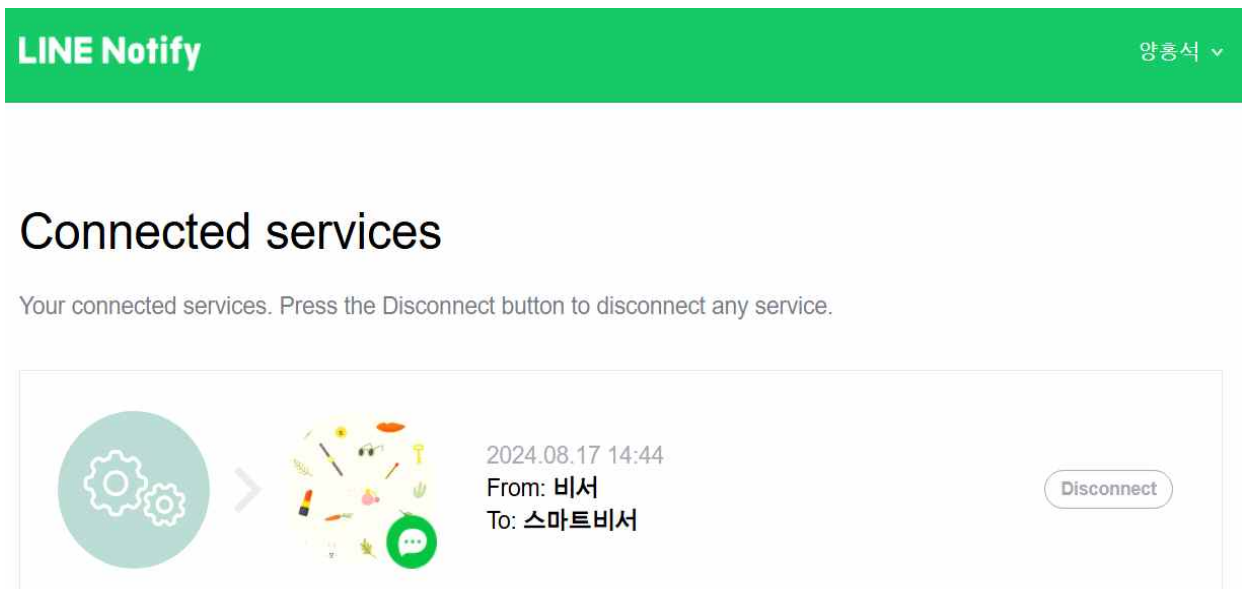 LINE Notify
양홍석
Connected services
Your connected services. Press the Disconnect button to disconnect any service.
2024.08.17 14:44
From: 비서
To: 스마트비서
Disconnect